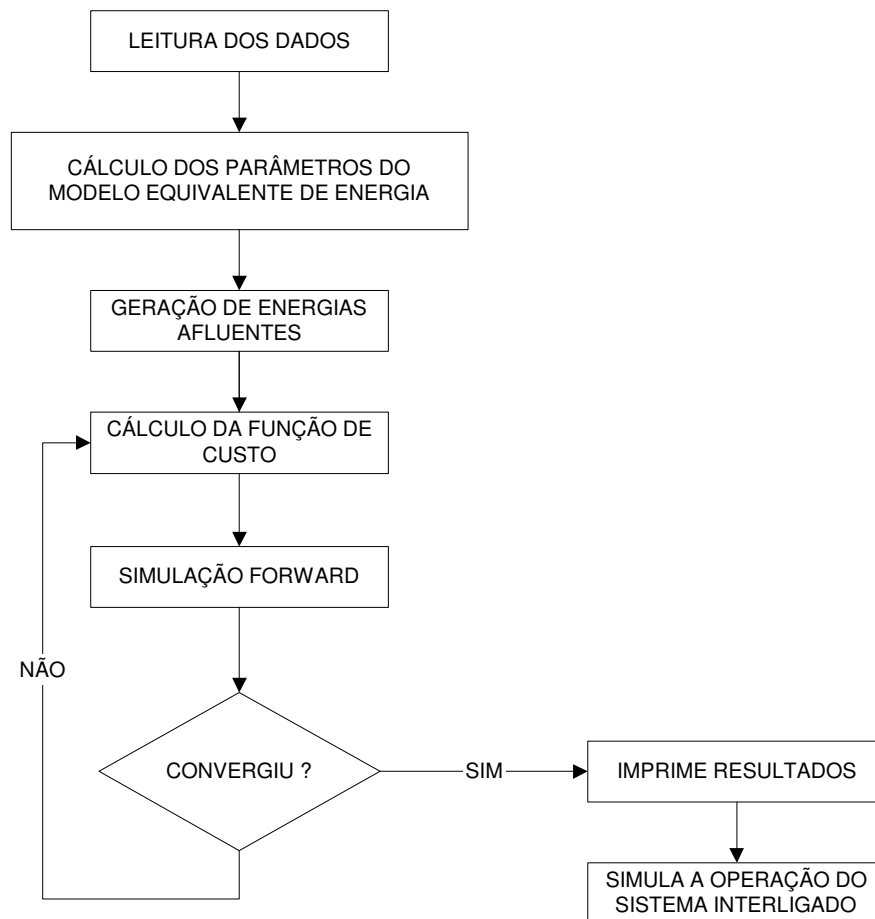 LEITURA DOS DADOS
CÁLCULO DOS PARÂMETROS DO
MODELO EQUIVALENTE DE ENERGIA
GERAÇÃO DE ENERGIAS
AFLUENTES
CÁLCULO DA FUNÇÃO DE
CUSTO
SIMULAÇÃO FORWARD
NÃO
CONVERGIU ?
SIM
IMPRIME RESULTADOS
SIMULA A OPERAÇÃO DO
SISTEMA INTERLIGADO